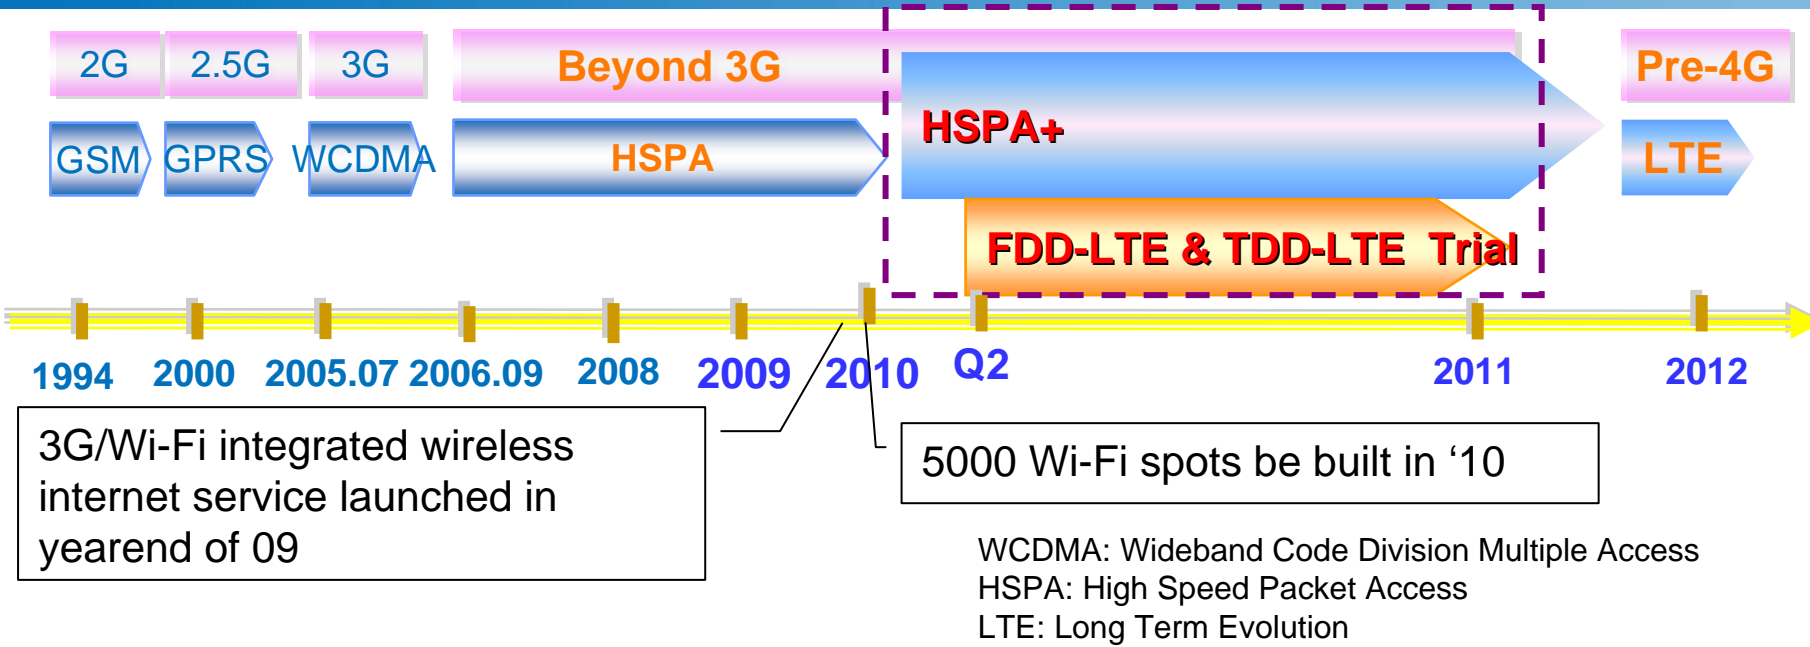 2G 2.5G 3G Beyond 3G Pre-4G
GSM GPRS WCDMA HSPA HSPA+ LTE
FDD-LTE & TDD-LTE Trial
1994 2000 2005.07 2006.09 2008 2009 2010 Q2 2011 2012
3G/Wi-Fi integrated wireless
internet service launched in
yearend of 09
5000 Wi-Fi spots be built in ‘10
WCDMA: Wideband Code Division Multiple Access
HSPA: High Speed Packet Access
LTE: Long Term Evolution